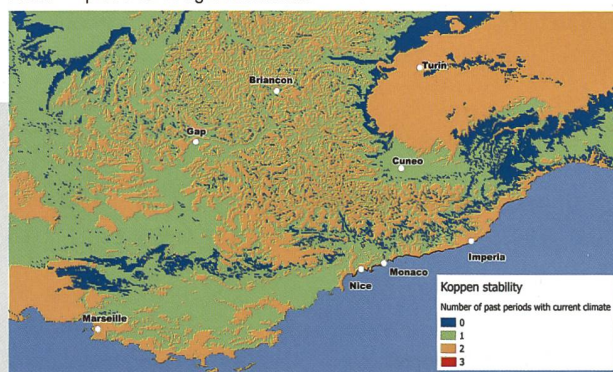 Turin
Briancon
Gap
Cuneo
Imperia
Monaco
Nice
Marseille
Koppen stability
Number of past periods with current climate
0
1
2
3